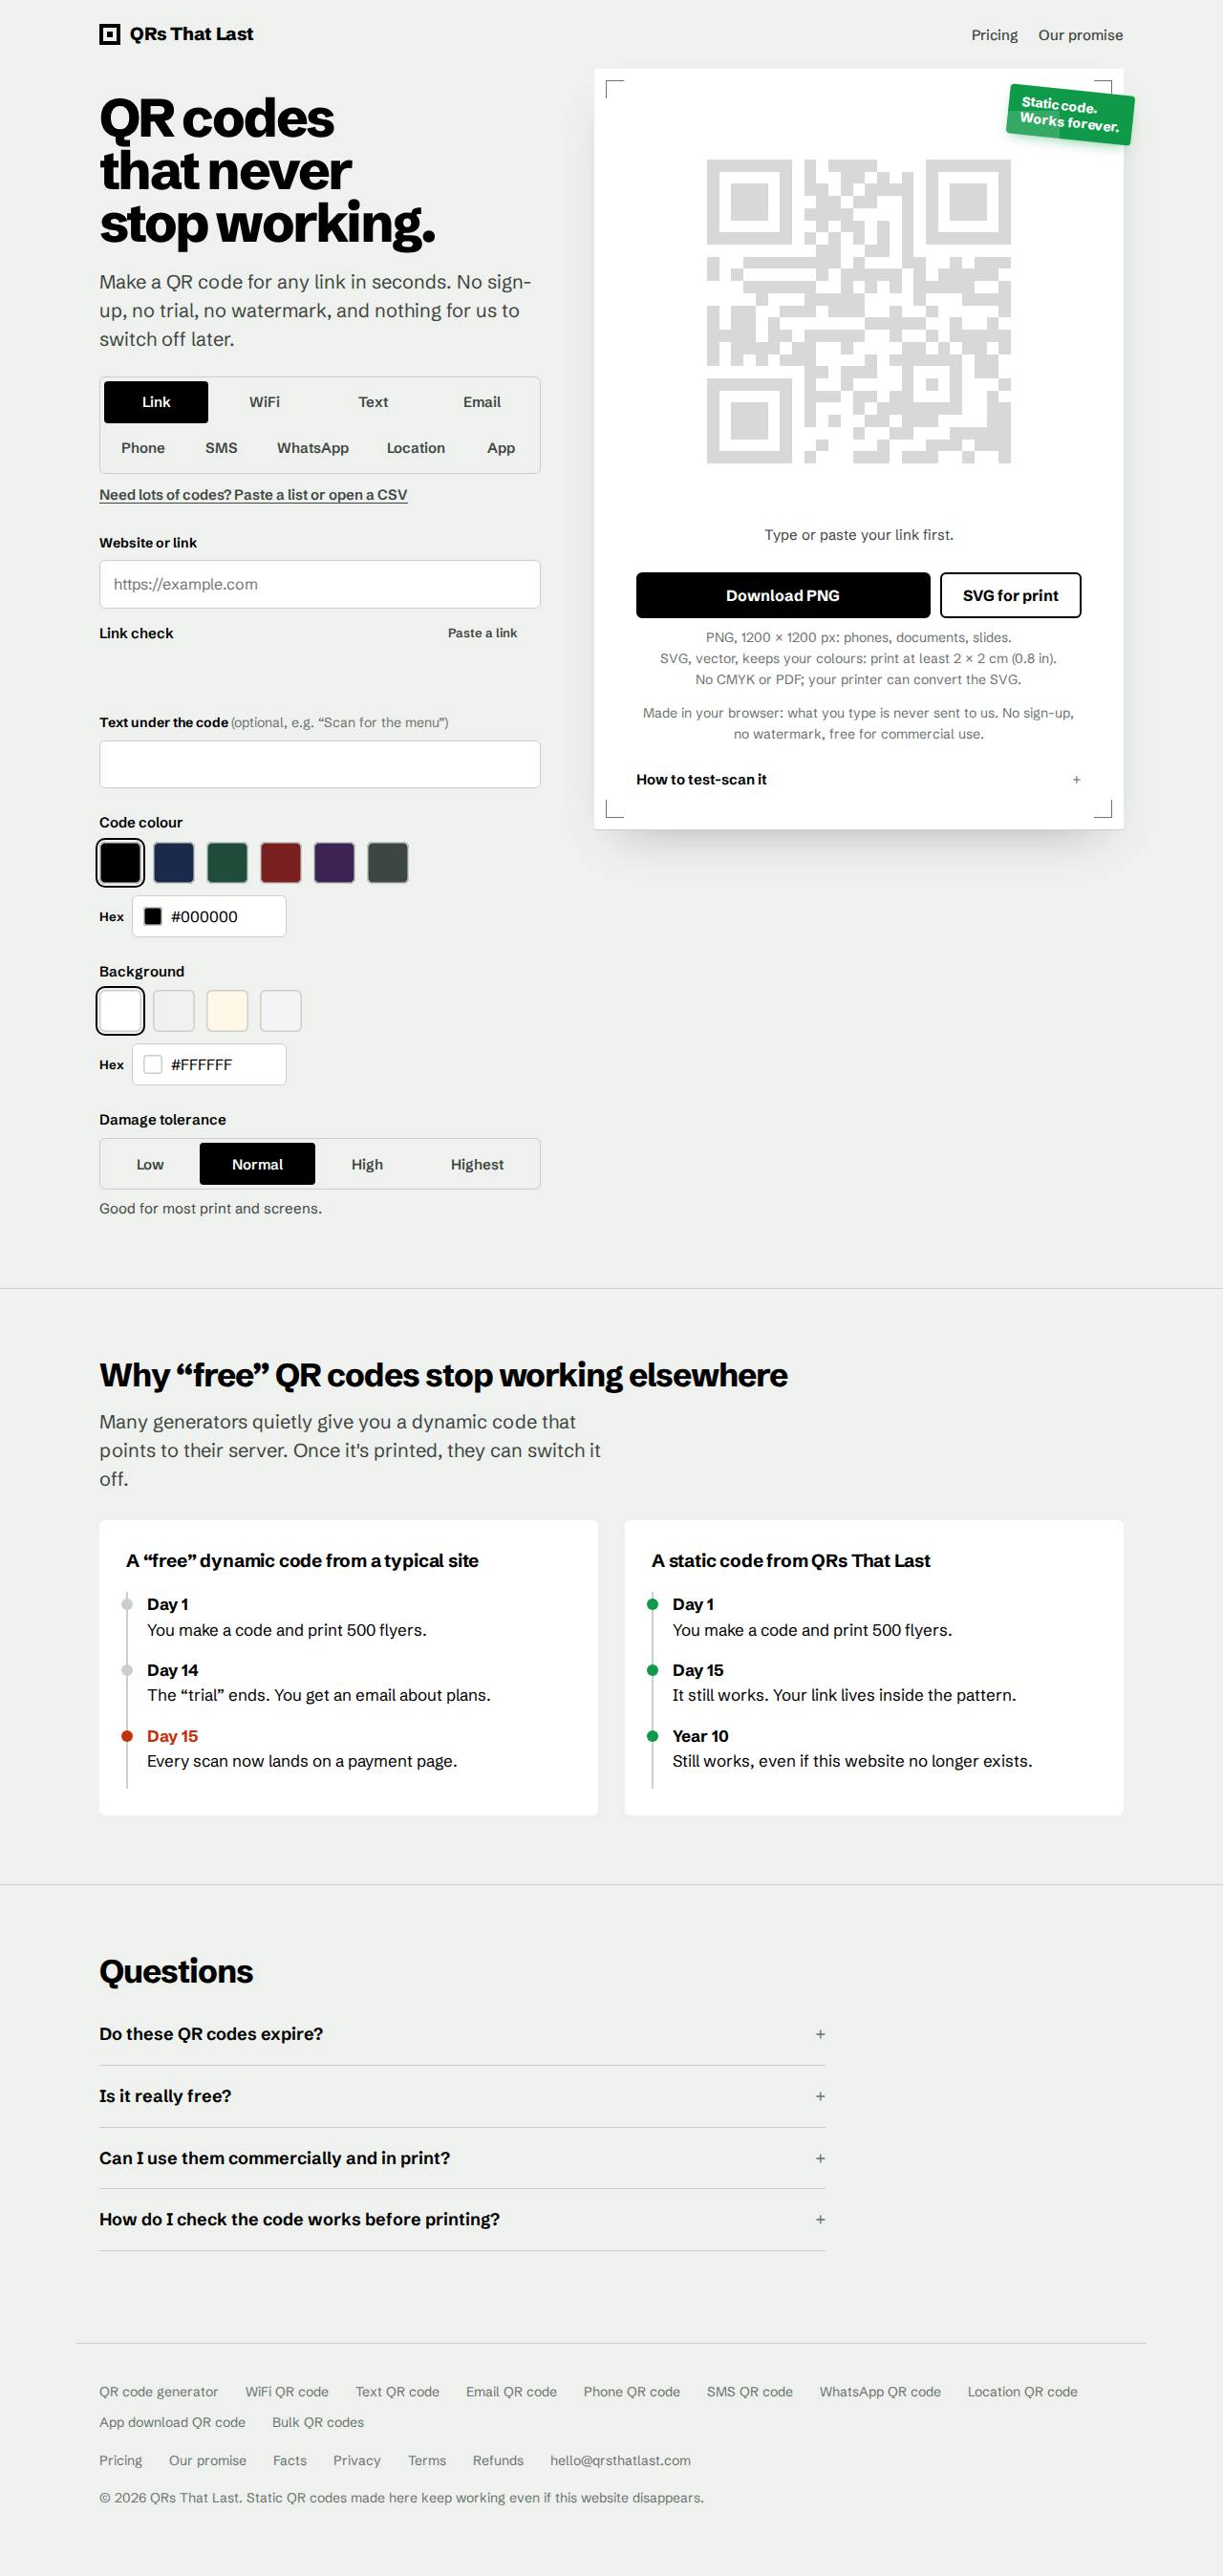 QRs That Last
Pricing
Our promise
QR codes
that never
stop working.
Make a QR code for any link in seconds. No sign-
up, no trial, no watermark, and nothing for us to
switch off later.
Link
WiFi
Text
Email
Phone
SMS
WhatsApp
Location
App
Need lots of codes? Paste a list or open a CSV
Website or link
https://example.com
Link check
Paste a link
Text under the code (optional, e.g. “Scan for the menu”)
Code colour
Hex
#000000
Background
Hex
#FFFFFF
Damage tolerance
Low
Normal
High
Highest
Good for most print and screens.
Static code.
Works forever.
Type or paste your link first.
Download PNG
SVG for print
PNG, 1200 × 1200 px: phones, documents, slides.
SVG, vector, keeps your colours: print at least 2 × 2 cm (0.8 in).
No CMYK or PDF; your printer can convert the SVG.
Made in your browser: what you type is never sent to us. No sign-up,
no watermark, free for commercial use.
How to test-scan it
+
Why “free” QR codes stop working elsewhere
Many generators quietly give you a dynamic code that
points to their server. Once it's printed, they can switch it
off.
A “free” dynamic code from a typical site
Day 1
You make a code and print 500 flyers.
Day 14
The “trial” ends. You get an email about plans.
Day 15
Every scan now lands on a payment page.
A static code from QRs That Last
Day 1
You make a code and print 500 flyers.
Day 15
It still works. Your link lives inside the pattern.
Year 10
Still works, even if this website no longer exists.
Questions
Do these QR codes expire?
+
Is it really free?
+
Can I use them commercially and in print?
+
How do I check the code works before printing?
+
QR code generator
WiFi QR code
Text QR code
Email QR code
Phone QR code
SMS QR code
WhatsApp QR code
Location QR code
App download QR code
Bulk QR codes
Pricing
Our promise
Facts
Privacy
Terms
Refunds
hello@qrsthatlast.com
© 2026 QRs That Last. Static QR codes made here keep working even if this website disappears.